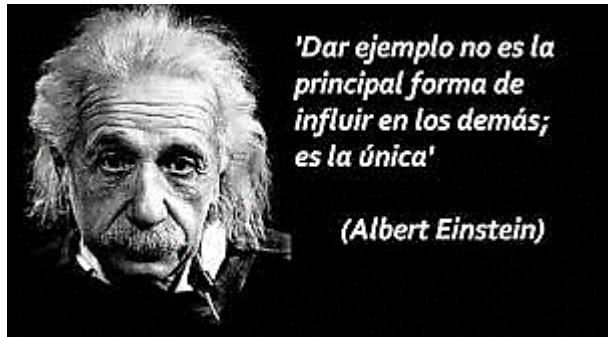 'Dar ejemplo no es la
principal forma de
influir en los demás;
es la única'
(Albert Einstein)